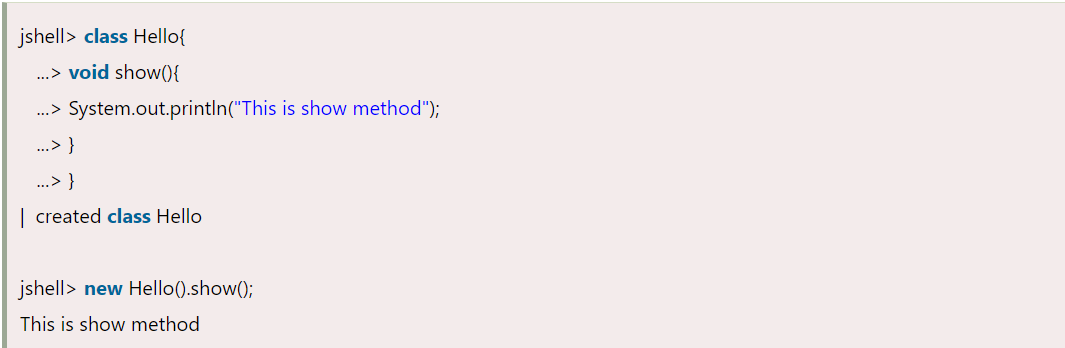 jshell> class Hello{
...> void show(){
...> System.out.println("This is show method");
...> }
...> }
| created class Hello
jshell> new Hello().show();
This is show method